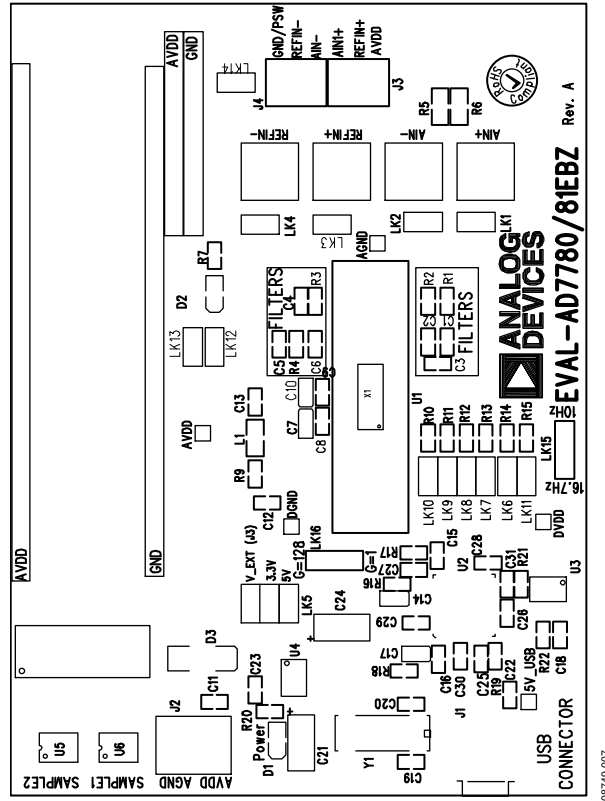 AVDD
GND
AVDD
GND
LK14
J4
GND/PSW
REFIN-
AIN-
AIN1+
REFIN+
AVDD
J3
R5
R6
RoHS
Compliant
Rev. A
REFIN-
REFIN+
AIN-
AIN+
LK4
LK3
LK2
LK1
AGND
R7
D2
LK13
LK12
FILTERS
C4
R3
C5
R4
C6
R2
R1
C2
C1
C3
FILTERS
ANALOG
DEVICES
EVAL-AD7780/81EBZ
C9
C10
C7
C8
X1
U1
C13
L1
R9
AVDD
C12
DGND
R10
R11
R12
R13
R14
R15
LK10
LK9
LK8
LK7
LK6
LK11
10Hz
LK15
16.7Hz
DVDD
LK16
G=128
G=1
V_EXT (J3)
3.3V
5V
LK5
R17
C27
R16
C14
C15
U2
C28
C31
R21
U3
C26
C24
C29
D3
U4
C17
R18
C16
C30
C25
R19
C22
R22
C18
5V_USB
C23
C11
J2
R20
Power
D1
C21
C20
Y1
C19
J1
U5
U6
SAMPLE2
SAMPLE1
AGND
AVDD
USB
CONNECTOR
08749-007